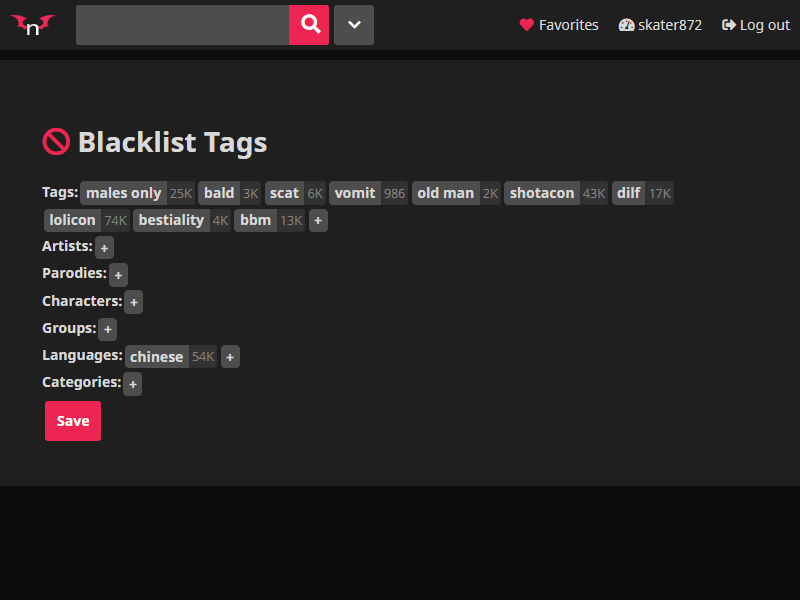 n Favorites skater872 Log out
Blacklist Tags
Tags: males only 25K bald 3K scat 6K vomit 986 old man 2K shotacon 43K dilf 17K
lolicon 74K bestiality 4K bbm 13K +
Artists: +
Parodies: +
Characters: +
Groups: +
Languages: chinese 54K +
Categories: +
Save